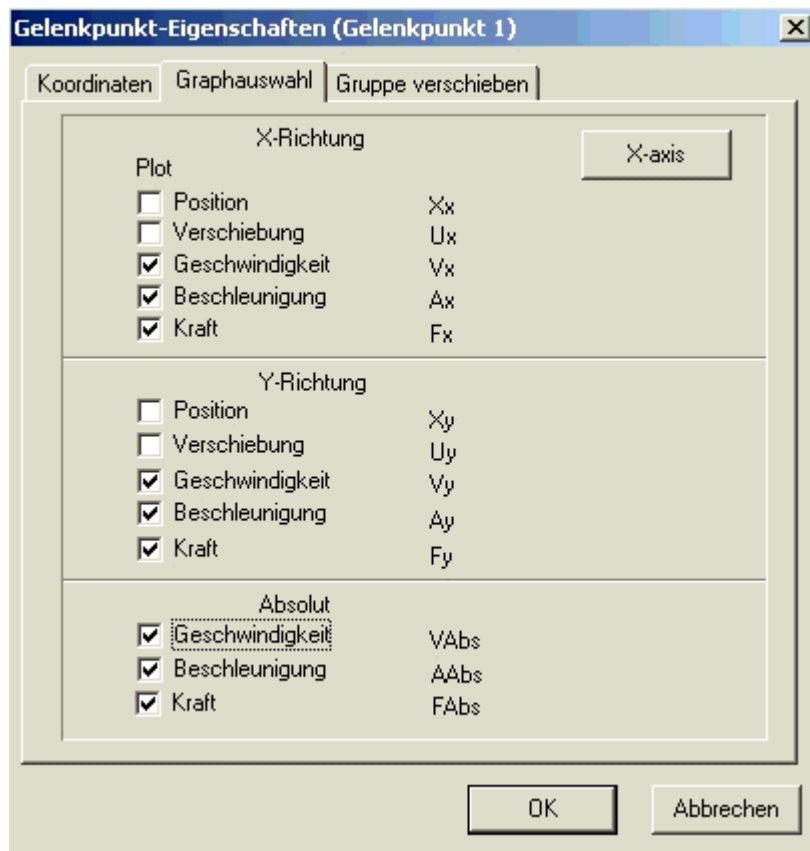 Gelenkpunkt-Eigenschaften (Gelenkpunkt 1)
Koordinaten Graphauswahl Gruppe verschieben
X-Richtung X-axis
Plot
Position Xx
Verschiebung Ux
Geschwindigkeit Vx
Beschleunigung Ax
Kraft Fx
Y-Richtung
Position Xy
Verschiebung Uy
Geschwindigkeit Vy
Beschleunigung Ay
Kraft Fy
Absolut
Geschwindigkeit VAbs
Beschleunigung AAbs
Kraft FAbs
OK Abbrechen